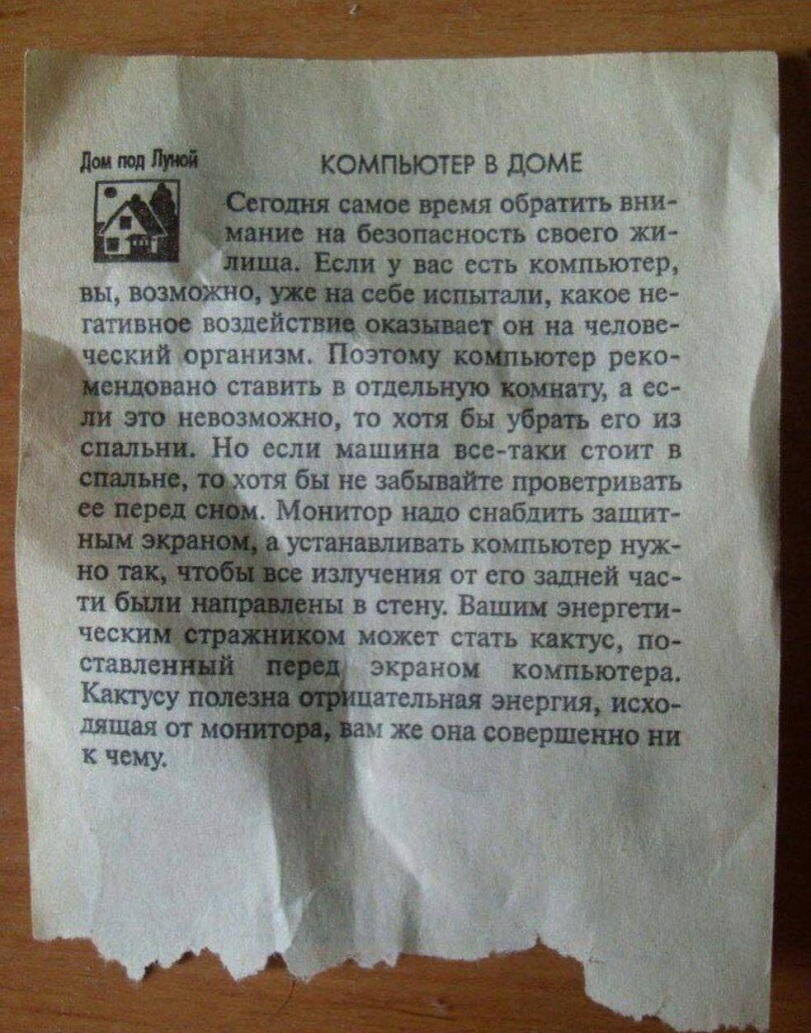 Дом под Луной
КОМПЬЮТЕР В ДОМЕ
Сегодня самое время обратить вни-
мание на безопасность своего жи-
лища. Если у вас есть компьютер,
вы, возможно, уже на себе испытали, какое не-
гативное воздействие оказывает он на челове-
ческий организм. Поэтому компьютер реко-
мендовано ставить в отдельную комнату, а ес-
ли это невозможно, то хотя бы убрать его из
спальни. Но если машина все-таки стоит в
спальне, то хотя бы не забывайте проветривать
ее перед сном. Монитор надо снабдить защит-
ным экраном, а устанавливать компьютер нуж-
но так, чтобы все излучения от его задней час-
ти были направлены в стену. Вашим энергети-
ческим стражником может стать кактус, по-
ставленный перед экраном компьютера.
Кактусу полезна отрицательная энергия, исхо-
дящая от монитора, вам же она совершенно ни
к чему.